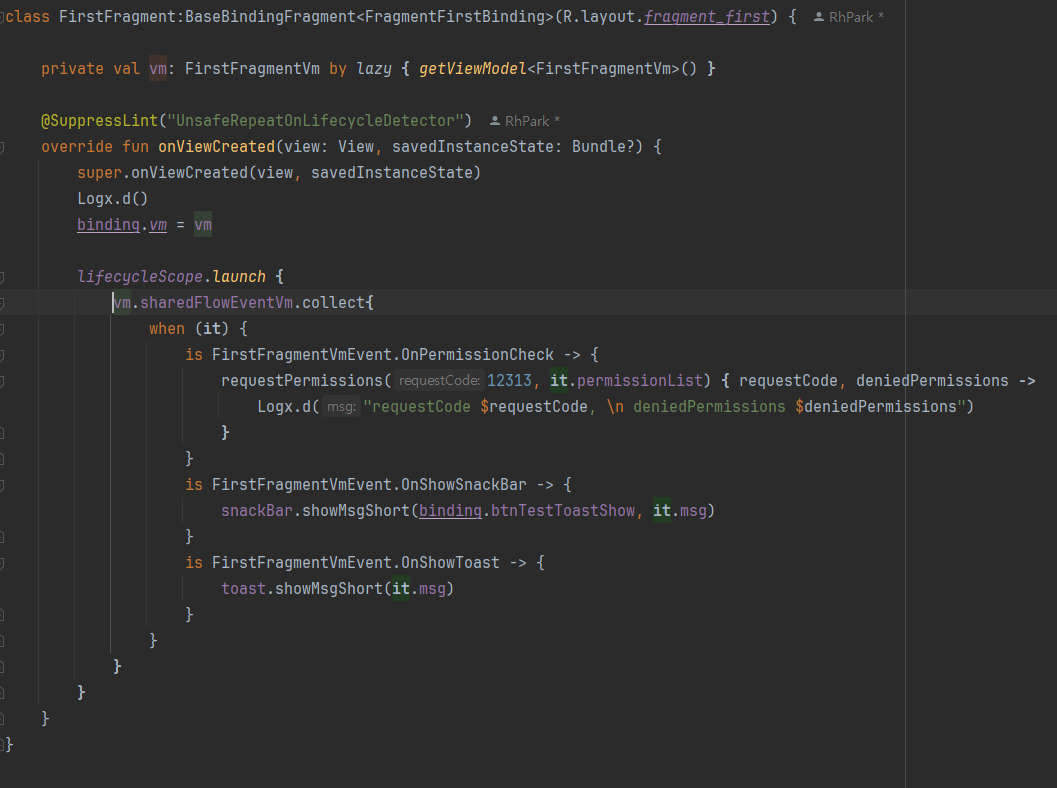 class FirstFragment:BaseBindingFragment<FragmentFirstBinding>(R.layout.fragment_first) { RhPark *
private val vm: FirstFragmentVm by lazy { getViewModel<FirstFragmentVm>() }
@SuppressLint("UnsafeRepeatOnLifecycleDetector") RhPark *
override fun onViewCreated(view: View, savedInstanceState: Bundle?) {
super.onViewCreated(view, savedInstanceState)
Logx.d()
binding.vm = vm
lifecycleScope.launch {
vm.sharedFlowEventVm.collect{
when (it) {
is FirstFragmentVmEvent.OnPermissionCheck -> {
requestPermissions( requestCode: 12313, it.permissionList) { requestCode, deniedPermissions ->
Logx.d( msg: "requestCode $requestCode, \n deniedPermissions $deniedPermissions")
}
}
is FirstFragmentVmEvent.OnShowSnackBar -> {
snackBar.showMsgShort(binding.btnTestToastShow, it.msg)
}
is FirstFragmentVmEvent.OnShowToast -> {
toast.showMsgShort(it.msg)
}
}
}
}
}
}